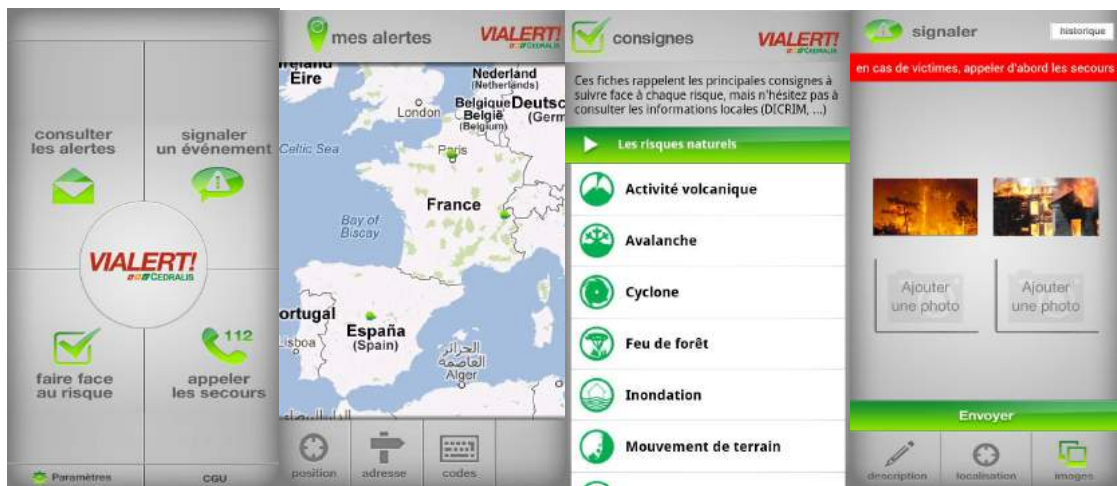 consulter
les alertes
signaler
un événement
VIALERT!
CEDRALIS
112
faire face
au risque
appeler
les secours
Paramètres
CGU
mes alertes
VIALERT!
CEDRALIS
Ireland
Éire
Nederland
(Netherlands)
London
België
Belgique
(Belgium)
Deutsc
(Germ
Celtic Sea
Paris
France
Bay of
Biscay
ortugal
Lisboa
España
(Spain)
الجزائر
العاصمة
Alger
position
adresse
codes
consignes
VIALERT!
CEDRALIS
Ces fiches rappelent les principales consignes à
suivre face à chaque risque, mais n'hésitez pas à
consulter les informations locales (DICRIM, ...)
Les risques naturels
Activité volcanique
Avalanche
Cyclone
Feu de forêt
Inondation
Mouvement de terrain
signaler
historique
en cas de victimes, appeler d'abord les secours
Ajouter
une photo
Ajouter
une photo
Envoyer
description
localisation
images